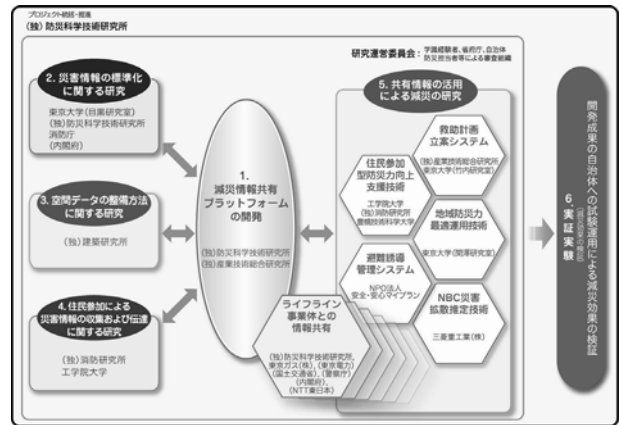 プロジェクト統括・推進
(独)防災科学技術研究所
研究運営委員会：学識経験者、省府庁、自治体
防災担当者等による審査組織
2. 災害情報の標準化
に関する研究
東京大学(目黒研究室)
(独)防災科学技術研究所
消防庁
(内閣府)
3. 空間データの整備方法
に関する研究
(独)建築研究所
4. 住民参加による
災害情報の収集および伝達
に関する研究
(独)消防研究所
工学院大学
1.
減災情報共有
プラットフォーム
の開発
(独)防災科学技術研究所
(独)産業技術総合研究所
ライフライン
事業体との
情報共有
(独)防災科学技術研究所,
東京ガス(株), (東京電力)
(国土交通省), (警察庁)
(内閣府),
(NTT東日本)
5. 共有情報の活用
による減災の研究
救助計画
立案システム
(独)産業技術総合研究所
東京大学(竹内研究室)
住民参加
型防災力向上
支援技術
工学院大学
(独)消防研究所
豊橋技術科学大学
地域防災力
最適運用技術
東京大学(関澤研究室)
避難誘導
管理システム
NPO法人
安全・安心マイプラン
NBC災害
拡散推定技術
三菱重工業(株)
6. 実証実験
(減災効果の検証)
開発成果の自治体への試験運用による減災効果の検証